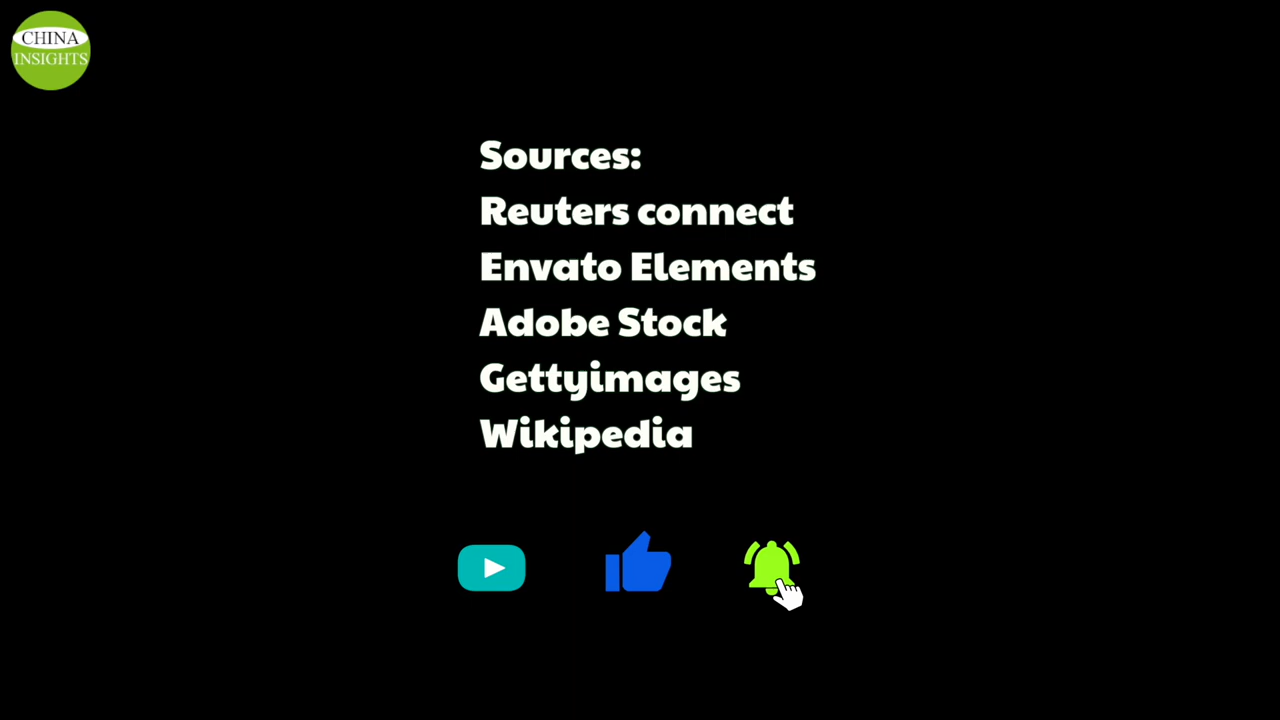 CHINA
INSIGHTS
Sources:
Reuters connect
Envato Elements
Adobe Stock
Gettyimages
Wikipedia